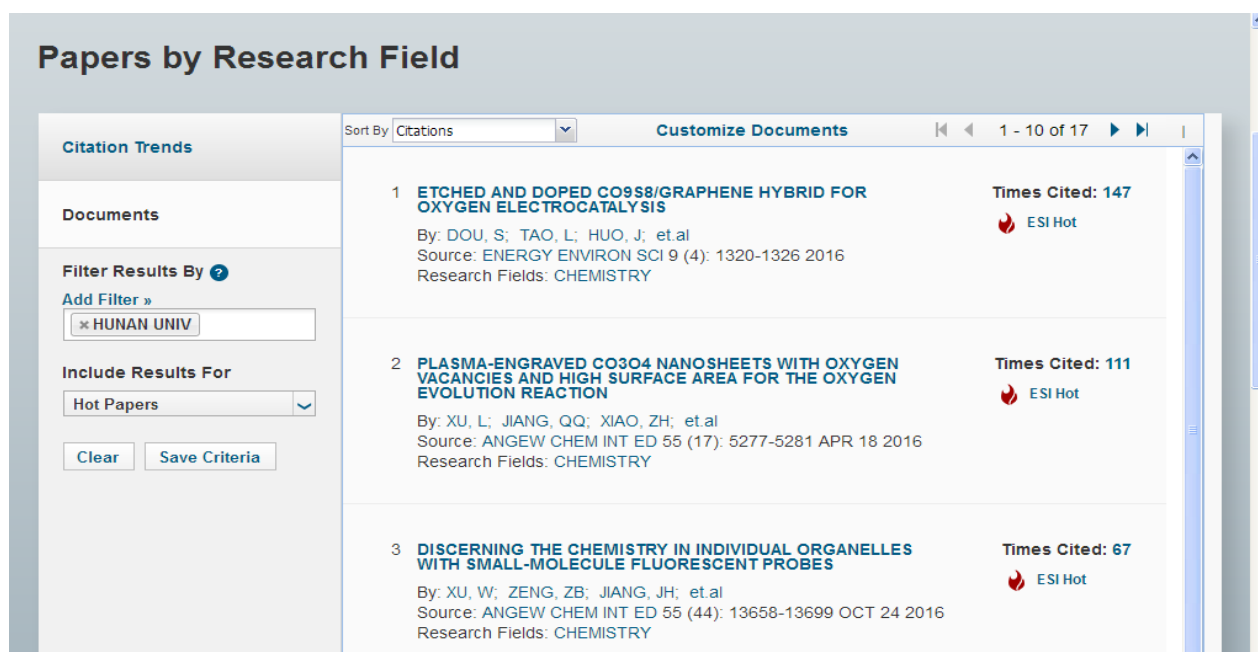 Papers by Research Field
Citation Trends
Documents
Filter Results By ?
Add Filter »
× HUNAN UNIV
Include Results For
Hot Papers
Clear Save Criteria
Sort By Citations Customize Documents 1 - 10 of 17 |
1 ETCHED AND DOPED CO9S8/GRAPHENE HYBRID FOR
OXYGEN ELECTROCATALYSIS
By: DOU, S; TAO, L; HUO, J; et.al
Source: ENERGY ENVIRON SCI 9 (4): 1320-1326 2016
Research Fields: CHEMISTRY
Times Cited: 147
ESI Hot
2 PLASMA-ENGRAVED CO3O4 NANOSHEETS WITH OXYGEN
VACANCIES AND HIGH SURFACE AREA FOR THE OXYGEN
EVOLUTION REACTION
By: XU, L; JIANG, QQ; XIAO, ZH; et.al
Source: ANGEW CHEM INT ED 55 (17): 5277-5281 APR 18 2016
Research Fields: CHEMISTRY
Times Cited: 111
ESI Hot
3 DISCERNING THE CHEMISTRY IN INDIVIDUAL ORGANELLES
WITH SMALL-MOLECULE FLUORESCENT PROBES
By: XU, W; ZENG, ZB; JIANG, JH; et.al
Source: ANGEW CHEM INT ED 55 (44): 13658-13699 OCT 24 2016
Research Fields: CHEMISTRY
Times Cited: 67
ESI Hot